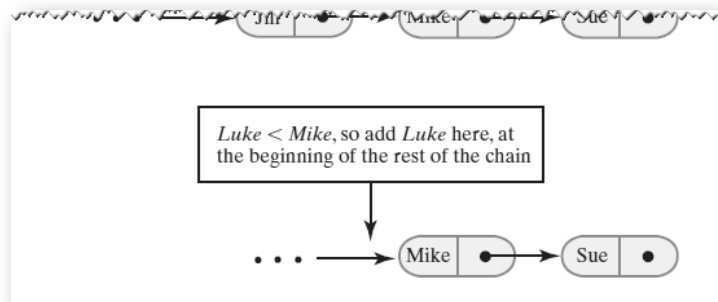 Jill Mike Sue
Luke < Mike, so add Luke here, at
the beginning of the rest of the chain
. . . Mike Sue